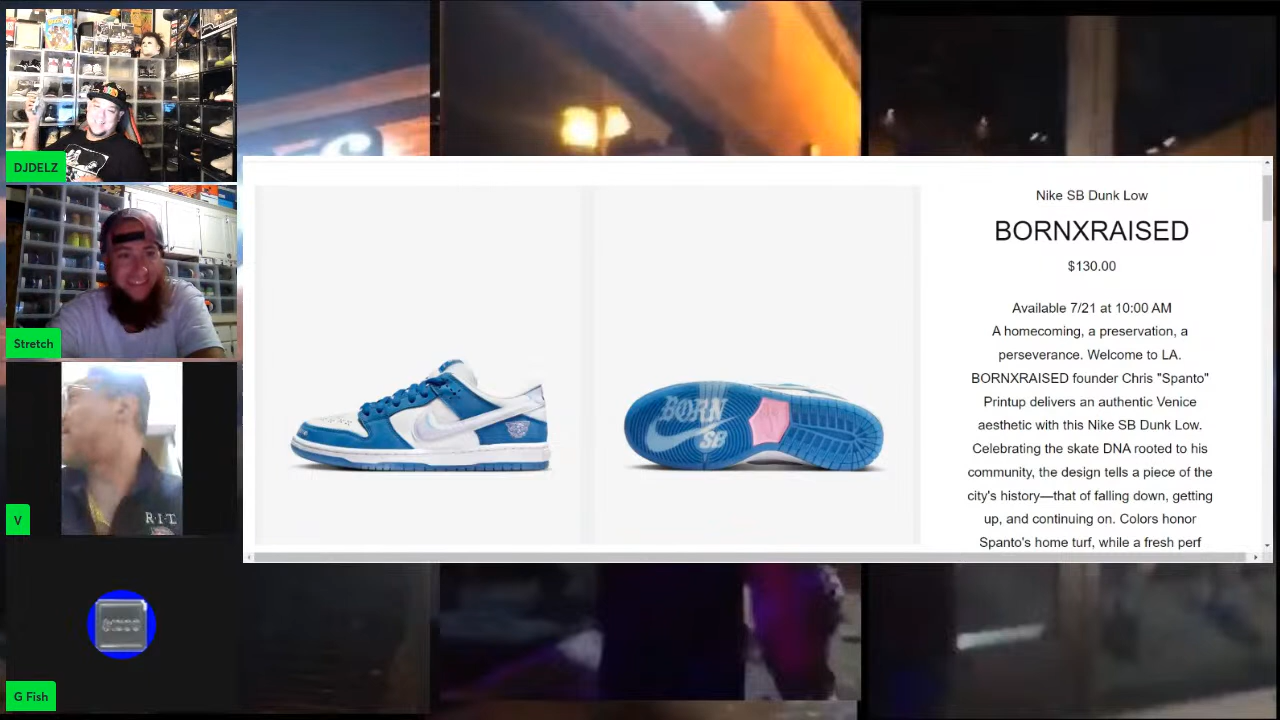 DJDELZ
Stretch
V
R.I.T.
G Fish
Nike SB Dunk Low
BORNXRAISED
$130.00
Available 7/21 at 10:00 AM
A homecoming, a preservation, a
perseverance. Welcome to LA.
BORNXRAISED founder Chris "Spanto"
Printup delivers an authentic Venice
aesthetic with this Nike SB Dunk Low.
Celebrating the skate DNA rooted to his
community, the design tells a piece of the
city's history—that of falling down, getting
up, and continuing on. Colors honor
Spanto's home turf, while a fresh perf
BORN
SB